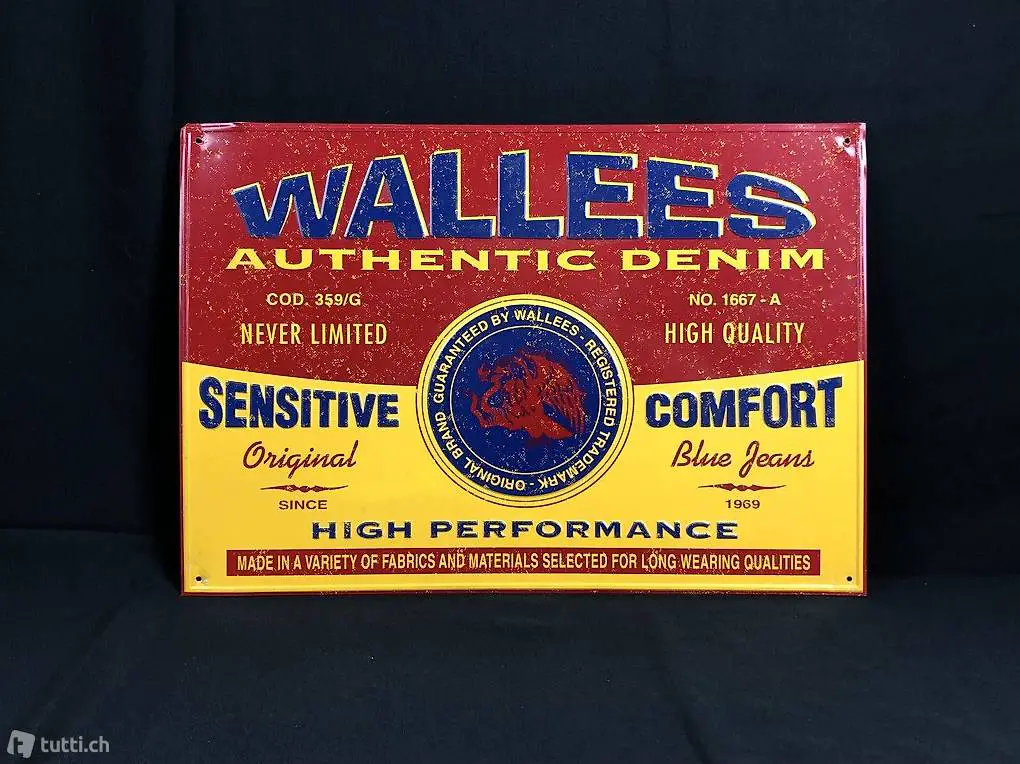 WALLEES
AUTHENTIC DENIM
COD. 359/G
NEVER LIMITED
NO. 1667 - A
HIGH QUALITY
GUARANTEED BY WALLEES - REGISTERED TRADEMARK - ORIGINAL BRAND
SENSITIVE
Original
SINCE
COMFORT
Blue Jeans
1969
HIGH PERFORMANCE
MADE IN A VARIETY OF FABRICS AND MATERIALS SELECTED FOR LONG WEARING QUALITIES
tutti.ch